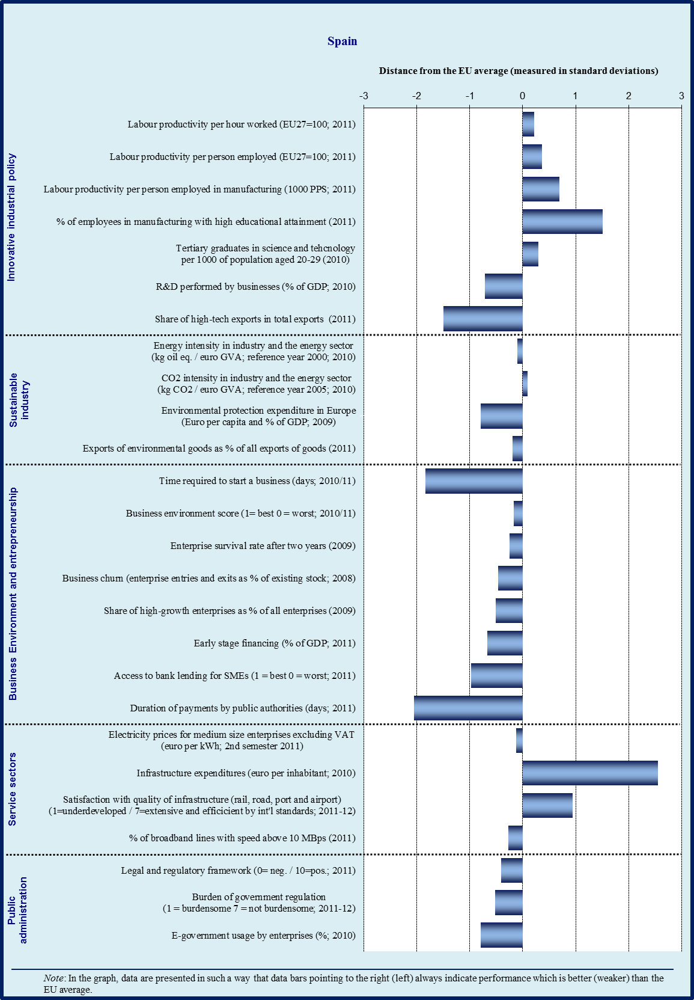 Spain
Distance from the EU average (measured in standard deviations)
-3 -2 -1 0 1 2 3
Innovative industrial policy
Labour productivity per hour worked (EU27=100; 2011)
Labour productivity per person employed (EU27=100; 2011)
Labour productivity per person employed in manufacturing (1000 PPS; 2011)
% of employees in manufacturing with high educational attainment (2011)
Tertiary graduates in science and tehcnology
per 1000 of population aged 20-29 (2010)
R&D performed by businesses (% of GDP; 2010)
Share of high-tech exports in total exports (2011)
Sustainable
industry
Energy intensity in industry and the energy sector
(kg oil eq. / euro GVA; reference year 2000; 2010)
CO2 intensity in industry and the energy sector
(kg CO2 / euro GVA; reference year 2005; 2010)
Environmental protection expenditure in Europe
(Euro per capita and % of GDP; 2009)
Exports of environmental goods as % of all exports of goods (2011)
Business Environment and entrepreneurship
Time required to start a business (days; 2010/11)
Business environment score (1= best 0 = worst; 2010/11)
Enterprise survival rate after two years (2009)
Business churn (enterprise entries and exits as % of existing stock; 2008)
Share of high-growth enterprises as % of all enterprises (2009)
Early stage financing (% of GDP; 2011)
Access to bank lending for SMEs (1 = best 0 = worst; 2011)
Duration of payments by public authorities (days; 2011)
Service sectors
Electricity prices for medium size enterprises excluding VAT
(euro per kWh; 2nd semester 2011)
Infrastructure expenditures (euro per inhabitant; 2010)
Satisfaction with quality of infrastructure (rail, road, port and airport)
(1=underdeveloped / 7=extensive and efficicient by int'l standards; 2011-12)
% of broadband lines with speed above 10 MBps (2011)
Public
administration
Legal and regulatory framework (0= neg. / 10=pos.; 2011)
Burden of government regulation
(1 = burdensome 7 = not burdensome; 2011-12)
E-government usage by enterprises (%; 2010)
Note: In the graph, data are presented in such a way that data bars pointing to the right (left) always indicate performance which is better (weaker) than the
EU average.